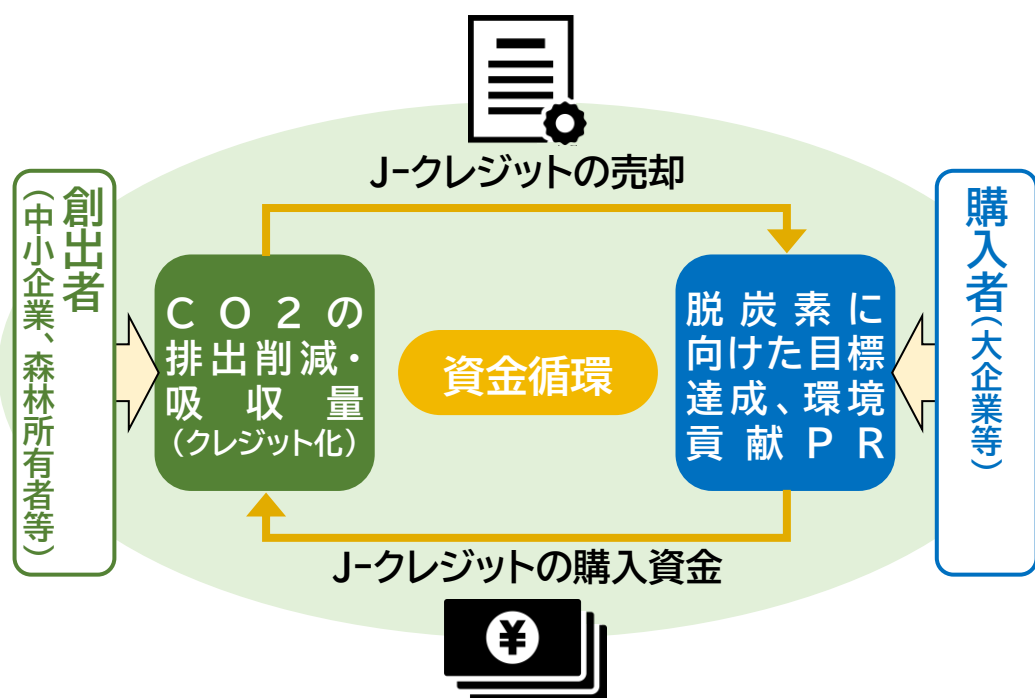 J-クレジットの売却
創出者
（中小企業、森林所有者等）
CO2の
排出削減・
吸収量
（クレジット化）
資金循環
脱炭素に
向けた目標
達成、環境
貢献PR
購入者（大企業等）
J-クレジットの購入資金
¥